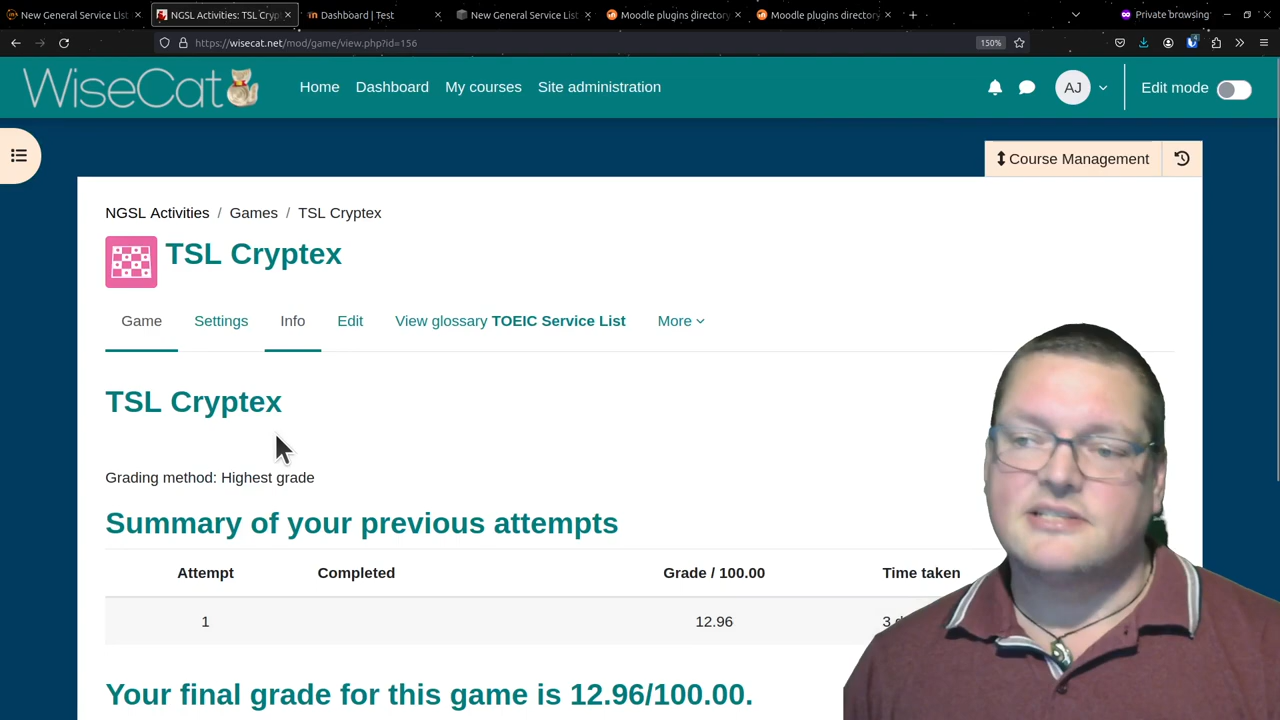 New General Service List
NGSL Activities: TSL Cryp
Dashboard | Test
New General Service List
Moodle plugins directory
Moodle plugins directory
Private browsing
https://wisecat.net/mod/game/view.php?id=156
150%
WiseCat
Home
Dashboard
My courses
Site administration
AJ
Edit mode
Course Management
NGSL Activities / Games / TSL Cryptex
TSL Cryptex
Game
Settings
Info
Edit
View glossary TOEIC Service List
More
TSL Cryptex
Grading method: Highest grade
Summary of your previous attempts
Attempt
Completed
Grade / 100.00
Time taken
1
12.96
3
Your final grade for this game is 12.96/100.00.